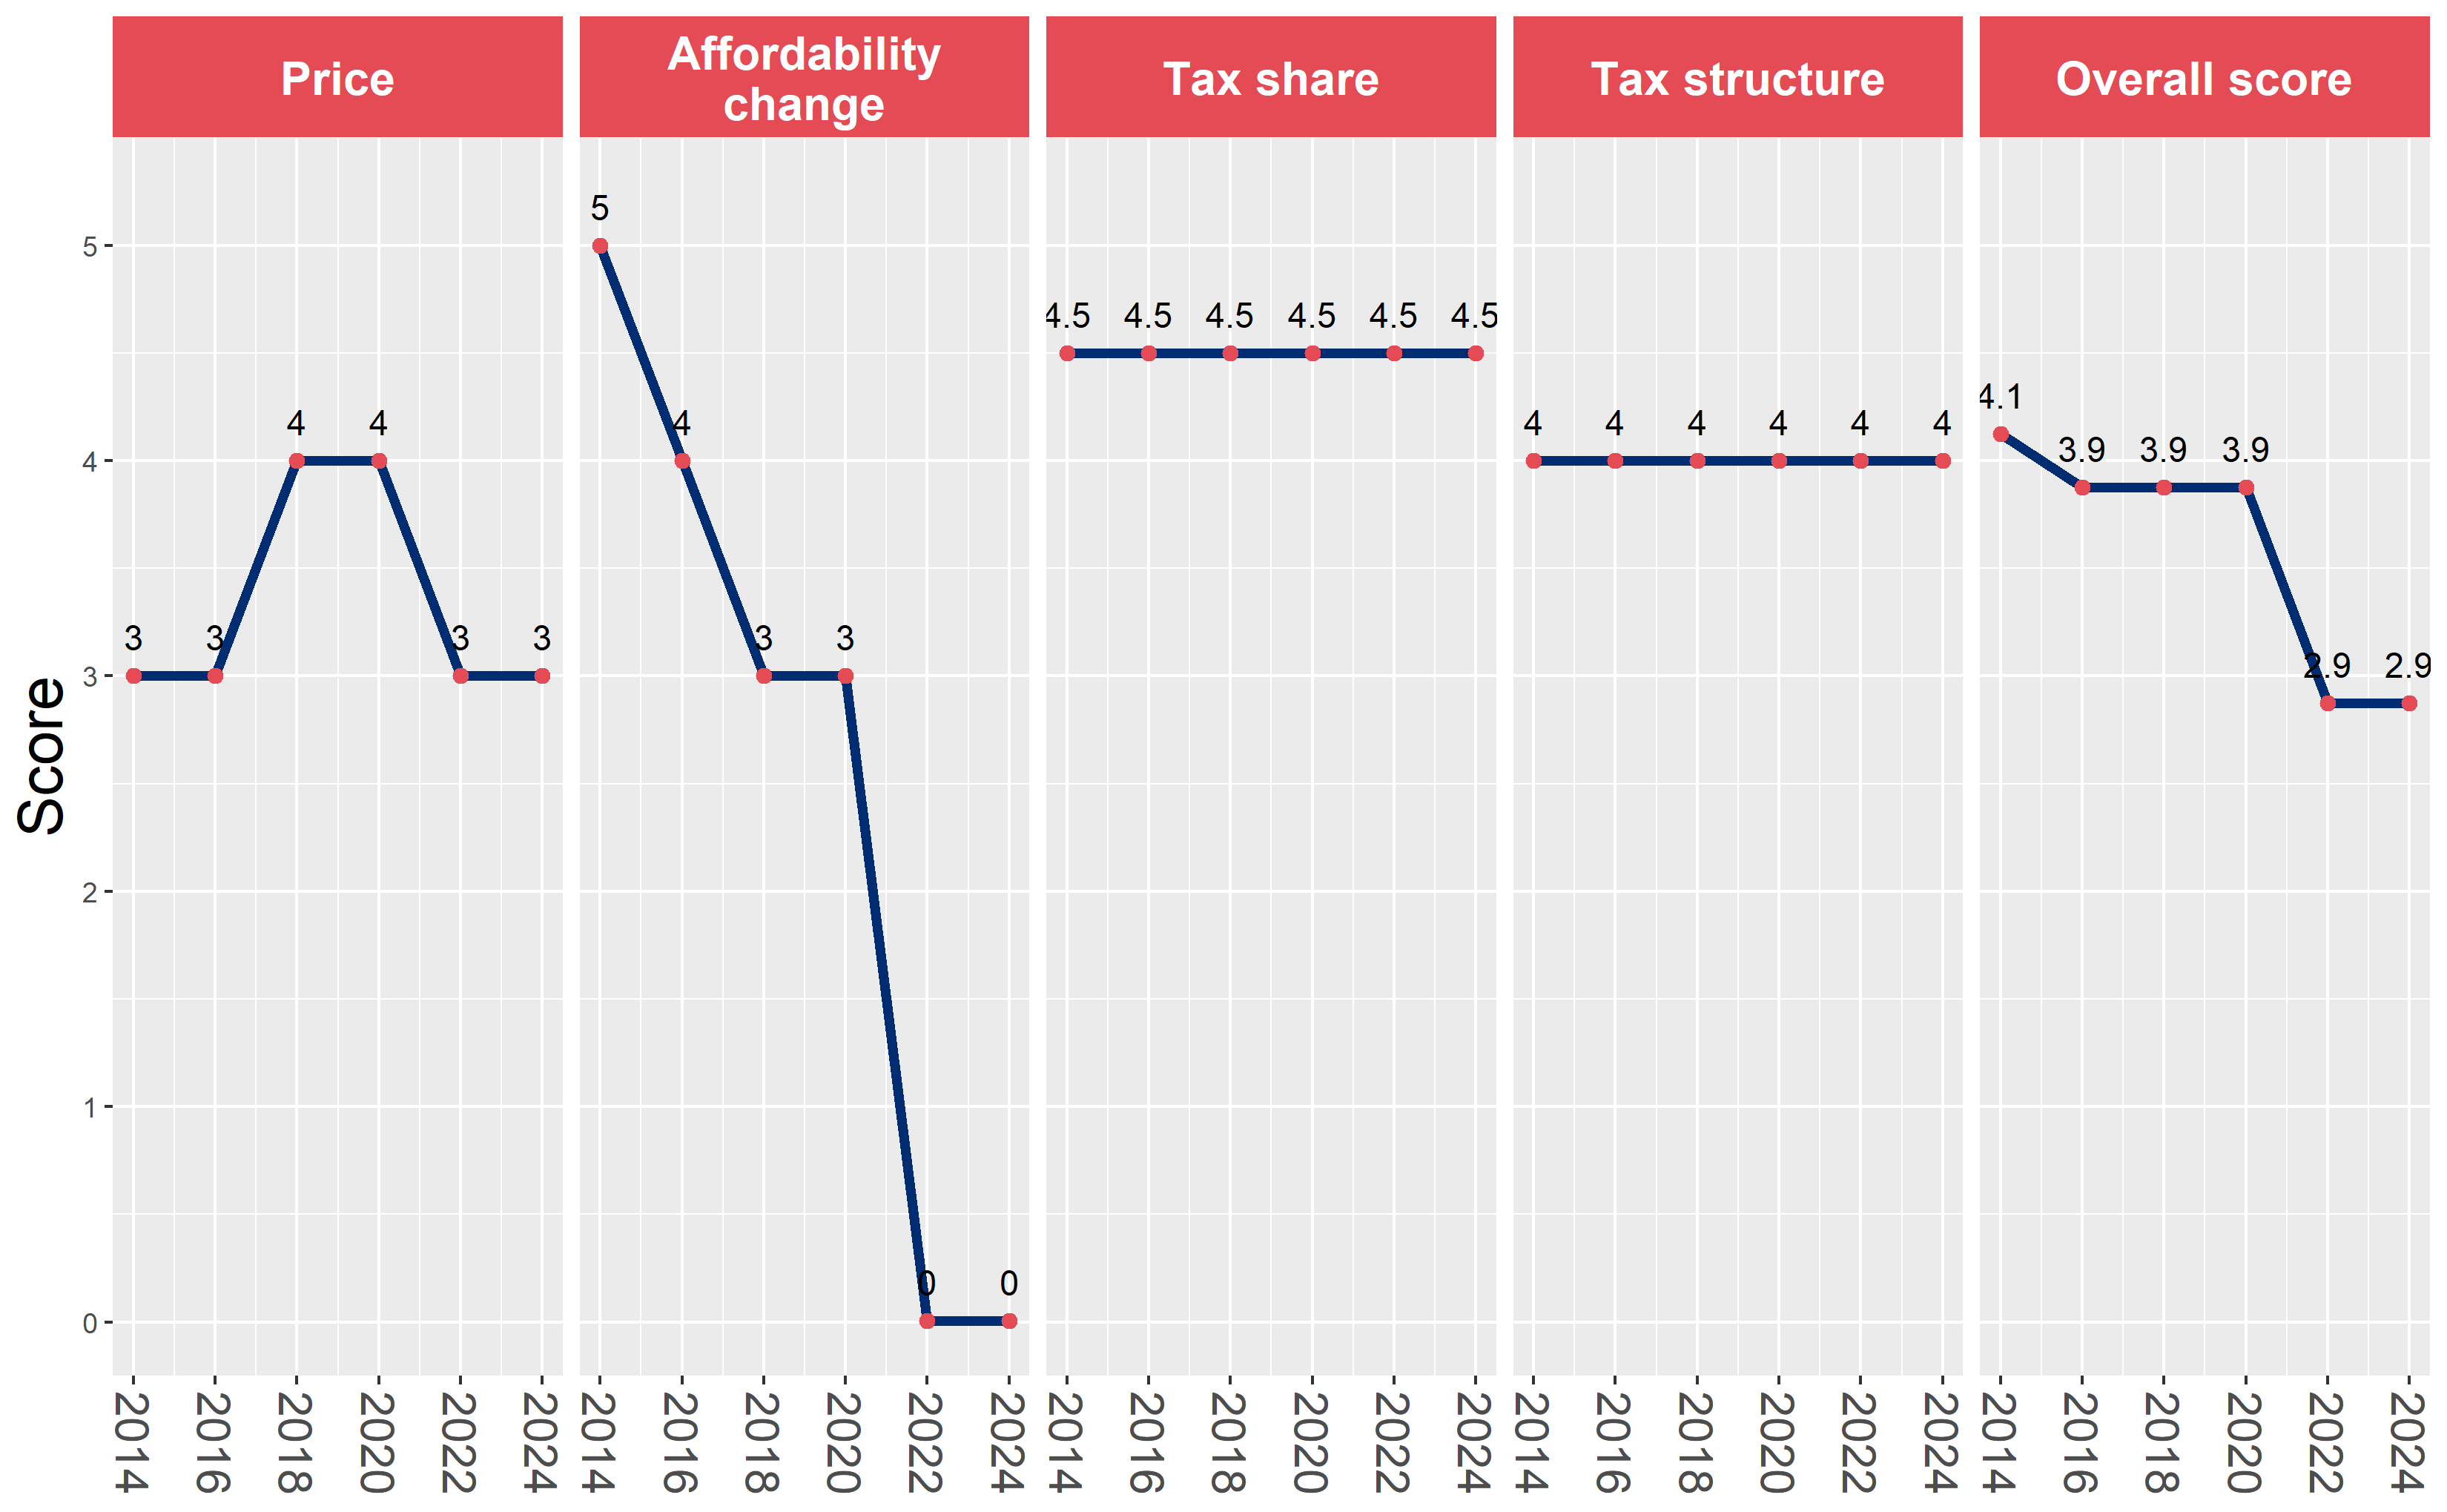 Price
Affordability
change
Tax share
Tax structure
Overall score
Score
5
4
3
2
1
0
3 3 4 4 3 3
5 4 3 3 0 0
4.5 4.5 4.5 4.5 4.5 4.5
4 4 4 4 4 4
4.1 3.9 3.9 3.9 2.9 2.9
2014 2016 2018 2020 2022 2024
2014 2016 2018 2020 2022 2024
2014 2016 2018 2020 2022 2024
2014 2016 2018 2020 2022 2024
2014 2016 2018 2020 2022 2024